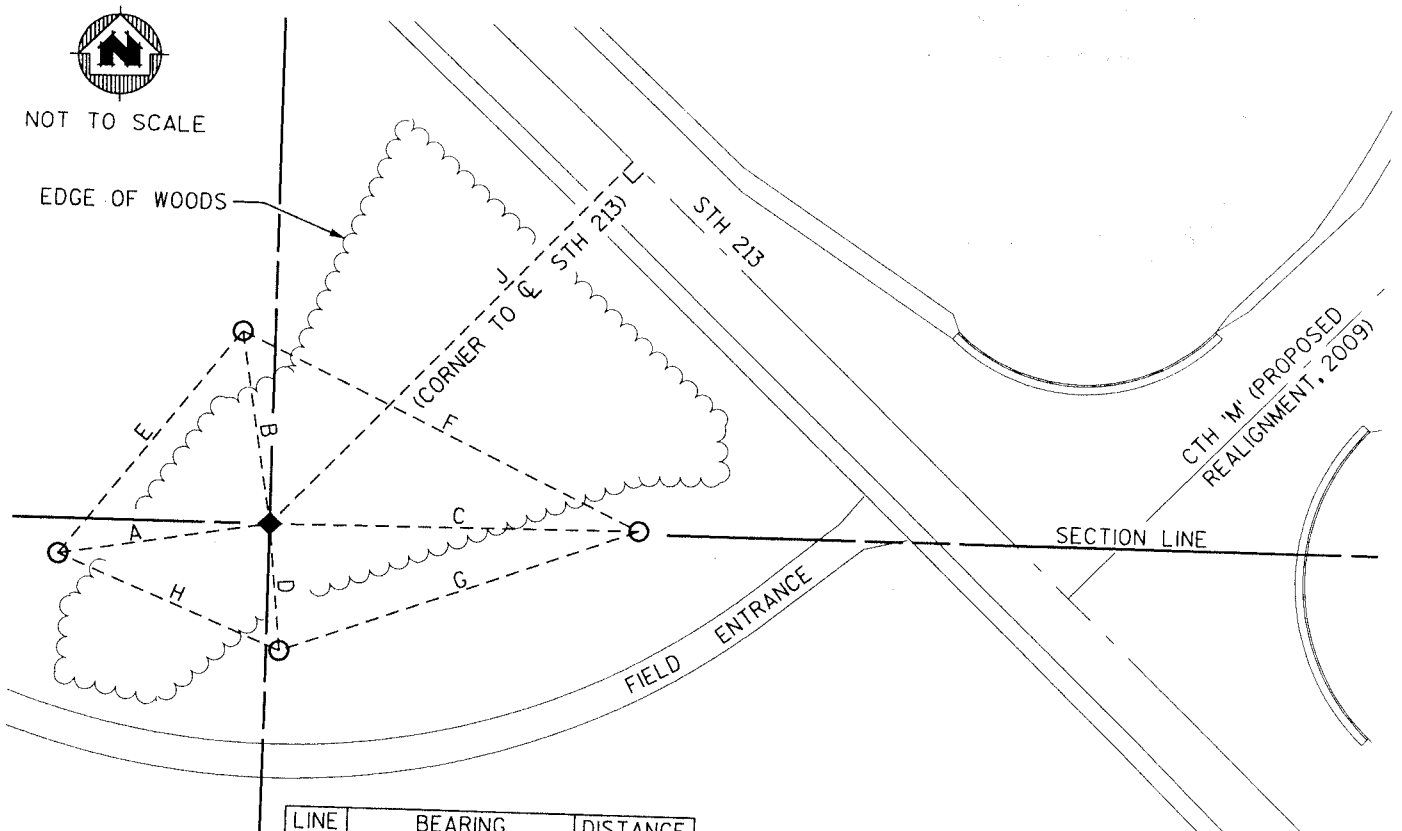 N
NOT TO SCALE
EDGE OF WOODS
STH 213
J
(CORNER TO ℄ STH 213)
E
B
F
A
C
H
D
G
CTH 'M' (PROPOSED
REALIGNMENT, 2009)
SECTION LINE
FIELD ENTRANCE
LINE BEARING DISTANCE